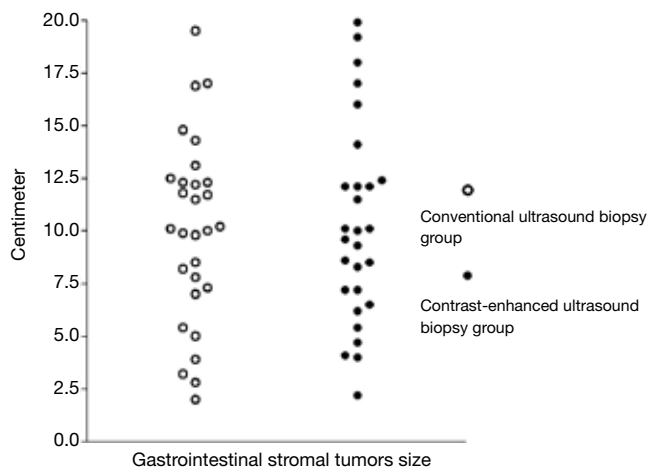 20.0
17.5
15.0
12.5
10.0
7.5
5.0
2.5
0.0
Centimeter
Gastrointestinal stromal tumors size
Conventional ultrasound biopsy
group
Contrast-enhanced ultrasound
biopsy group